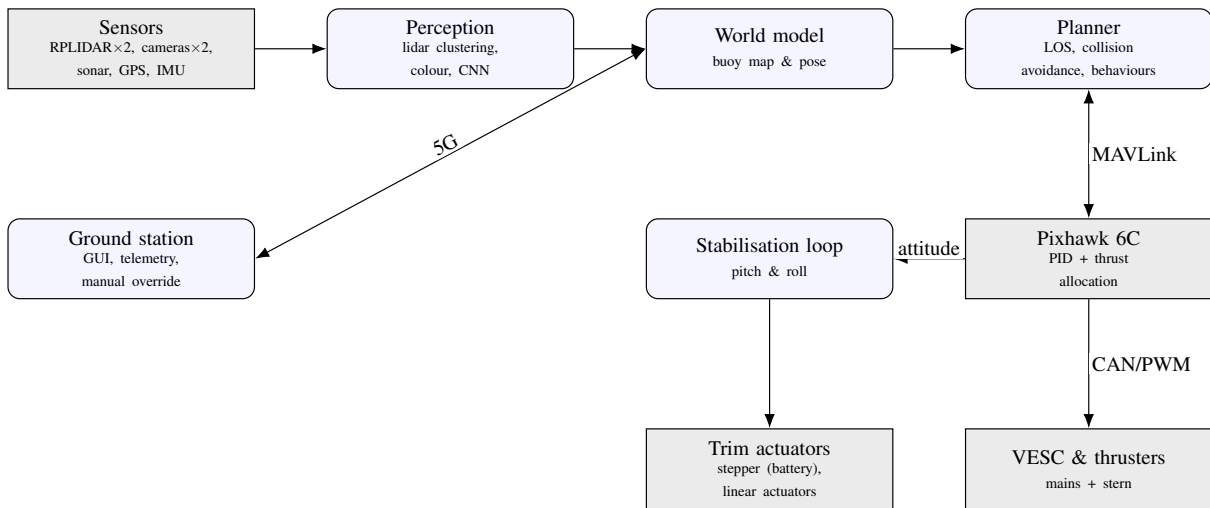 Sensors
RPLIDAR×2, cameras×2,
sonar, GPS, IMU
Perception
lidar clustering,
colour, CNN
World model
buoy map & pose
Planner
LOS, collision
avoidance, behaviours
5G
MAVLink
Ground station
GUI, telemetry,
manual override
Stabilisation loop
pitch & roll
attitude
Pixhawk 6C
PID + thrust
allocation
CAN/PWM
Trim actuators
stepper (battery),
linear actuators
VESC & thrusters
mains + stern